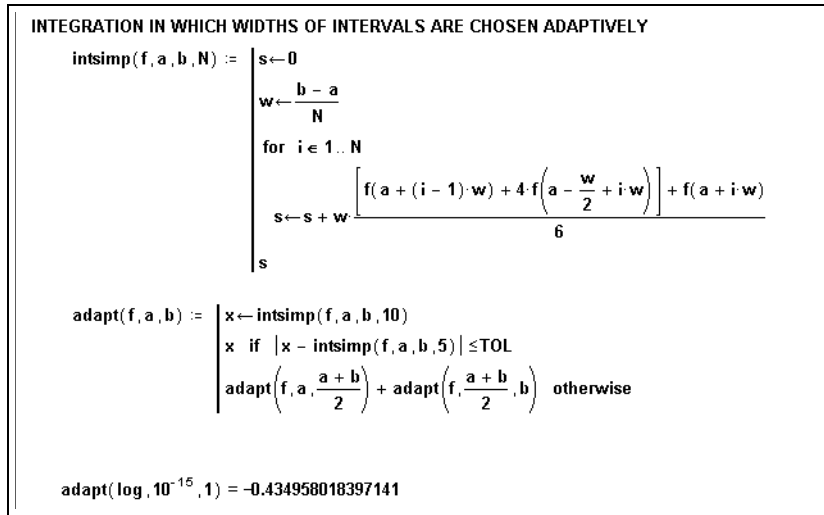 INTEGRATION IN WHICH WIDTHS OF INTERVALS ARE CHOSEN ADAPTIVELY
intsimp(f,a,b,N) := s←0
w← (b − a)/N
for i ∈ 1..N
s←s + w·([f(a + (i − 1)·w) + 4·f(a − w/2 + i·w)] + f(a + i·w))/6
s
adapt(f,a,b) := x←intsimp(f,a,b,10)
x if |x − intsimp(f,a,b,5)| ≤TOL
adapt(f,a,(a + b)/2) + adapt(f,(a + b)/2,b) otherwise
adapt(log,10^-15,1) = −0.434958018397141